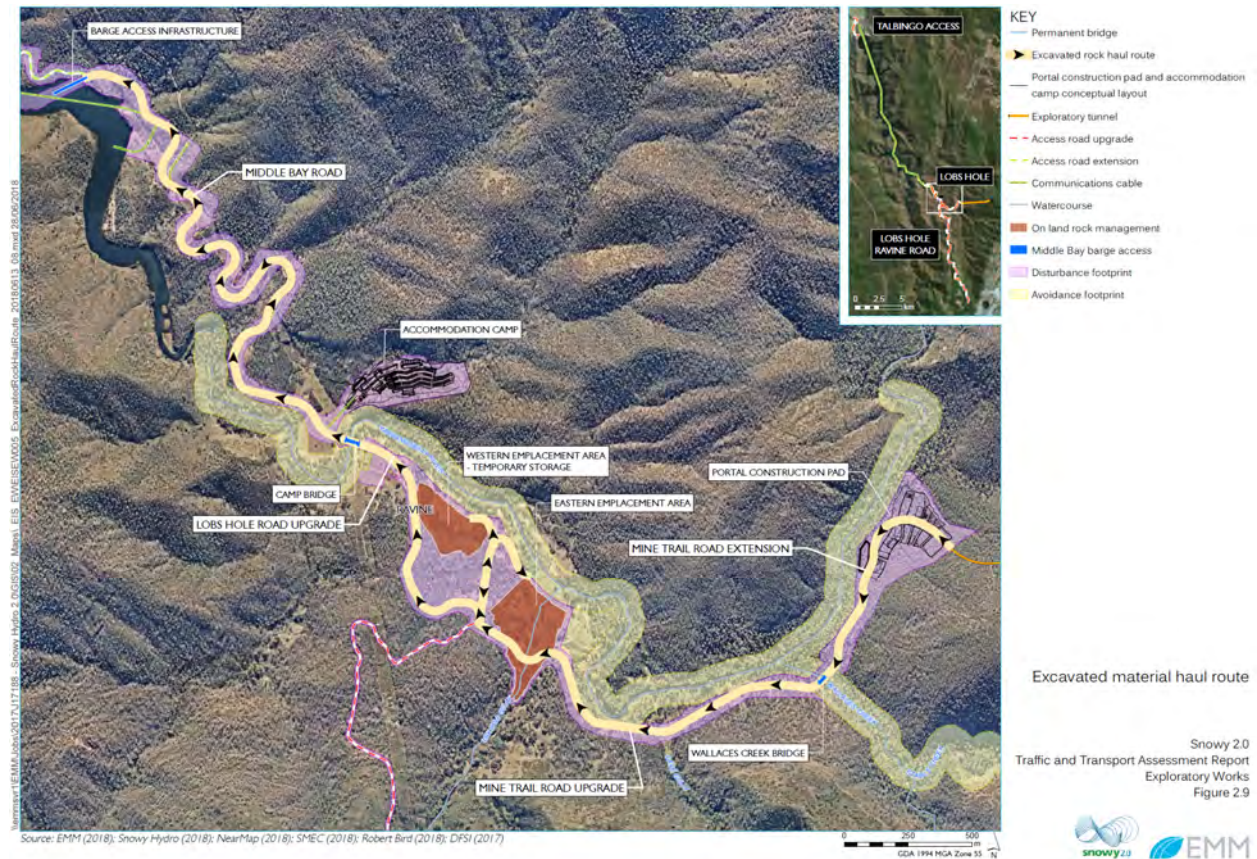 BARGE ACCESS INFRASTRUCTURE
MIDDLE BAY ROAD
ACCOMMODATION CAMP
WESTERN EMPLACEMENT AREA
- TEMPORARY STORAGE
CAMP BRIDGE
EASTERN EMPLACEMENT AREA
LOBS HOLE ROAD UPGRADE
RAVINE
PORTAL CONSTRUCTION PAD
MINE TRAIL ROAD EXTENSION
WALLACES CREEK BRIDGE
MINE TRAIL ROAD UPGRADE
TALBINGO ACCESS
LOBS HOLE
LOBS HOLE
RAVINE ROAD
0 2.5 5
km
KEY
Permanent bridge
Excavated rock haul route
Portal construction pad and accommodation
camp conceptual layout
Exploratory tunnel
Access road upgrade
Access road extension
Communications cable
Watercourse
On land rock management
Middle Bay barge access
Disturbance footprint
Avoidance footprint
Excavated material haul route
Snowy 2.0
Traffic and Transport Assessment Report
Exploratory Works
Figure 2.9
snowy2.0
EMM
Source: EMM (2018); Snowy Hydro (2018); NearMap (2018); SMEC (2018); Robert Bird (2018); DFSI (2017)
0 250 500
m
GDA 1994 MGA Zone 55
N